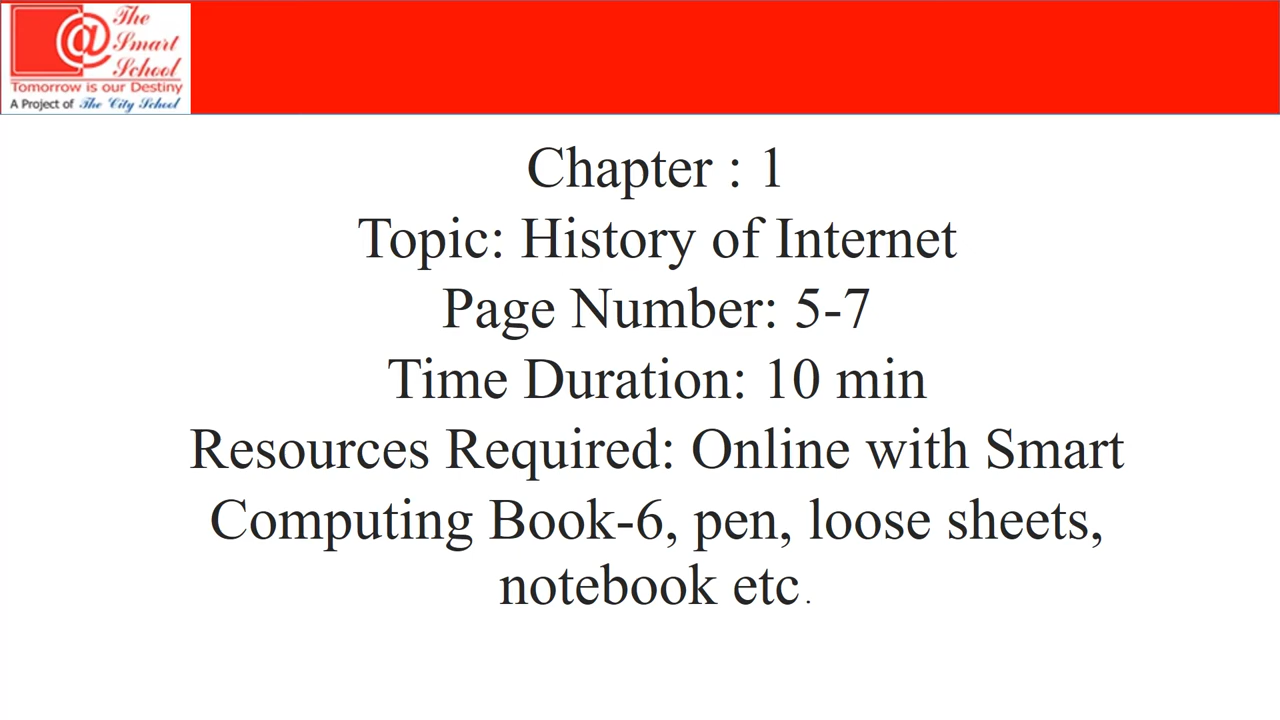 The
Smart
School
Tomorrow is our Destiny
A Project of The City School
Chapter : 1
Topic: History of Internet
Page Number: 5-7
Time Duration: 10 min
Resources Required: Online with Smart
Computing Book-6, pen, loose sheets,
notebook etc.